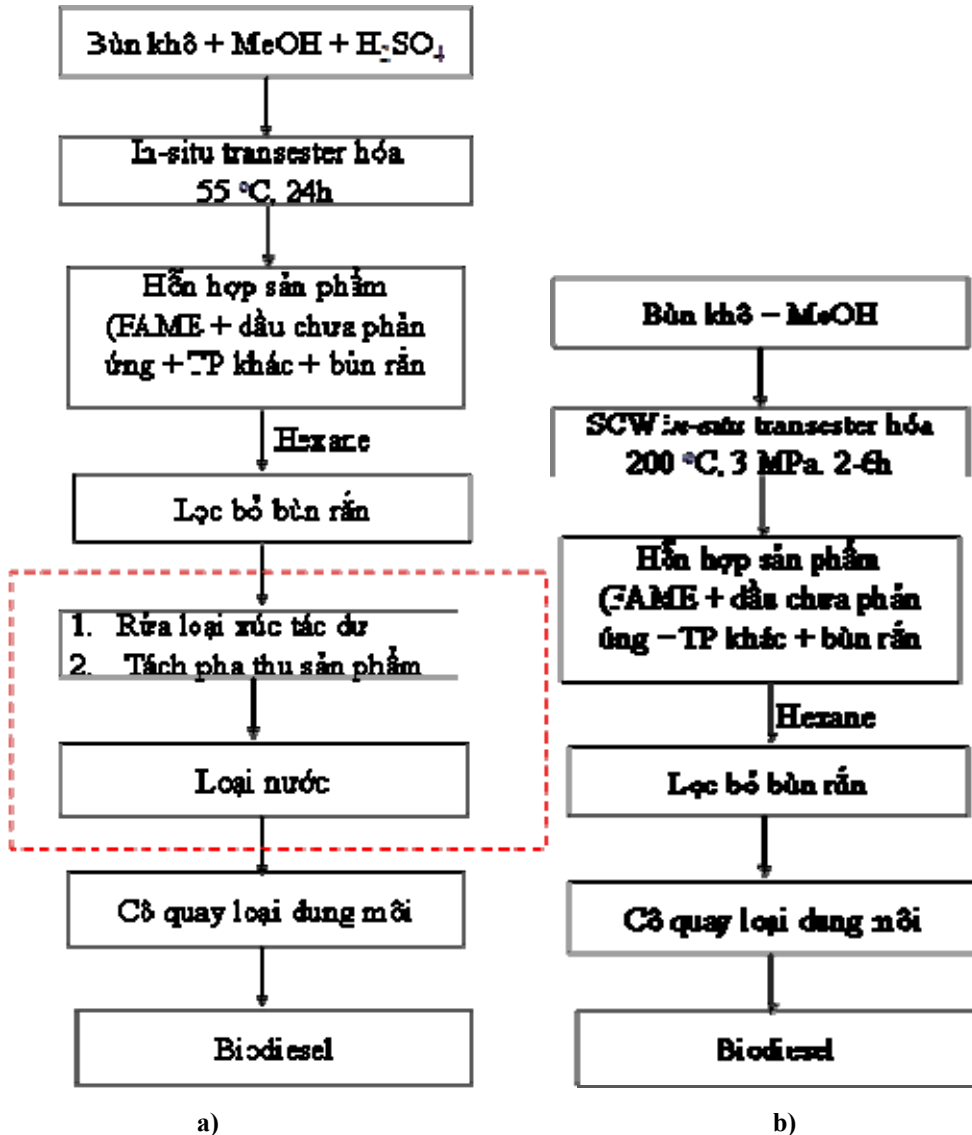 Bùn khô + MeOH + H2SO4
In-situ transester hóa
55 °C, 24h
Hỗn hợp sản phẩm
(FAME + dầu chưa phản
ứng + TP khác + bùn rắn
Hexane
Lọc bỏ bùn rắn
1. Rửa loại xúc tác dư
2. Tách pha thu sản phẩm
Loại nước
Cô quay loại dung môi
Biodiesel
a)
Bùn khô – MeOH
SCW in-situ transester hóa
200 °C, 3 MPa. 2-6h
Hỗn hợp sản phẩm
(FAME + dầu chưa phản
ứng – TP khác + bùn rắn
Hexane
Lọc bỏ bùn rắn
Cô quay loại dung môi
Biodiesel
b)